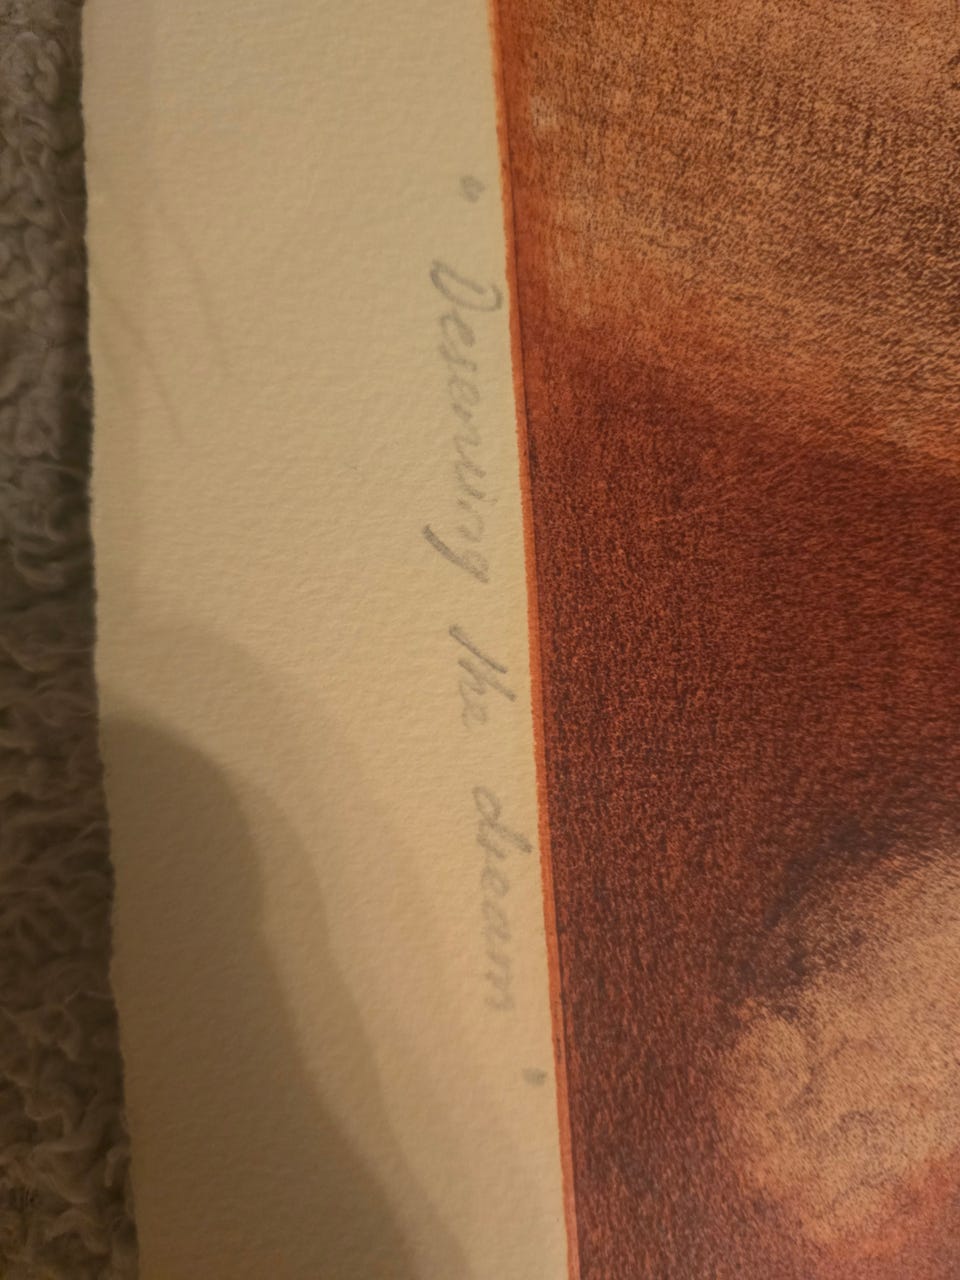 " Deserving the dream "